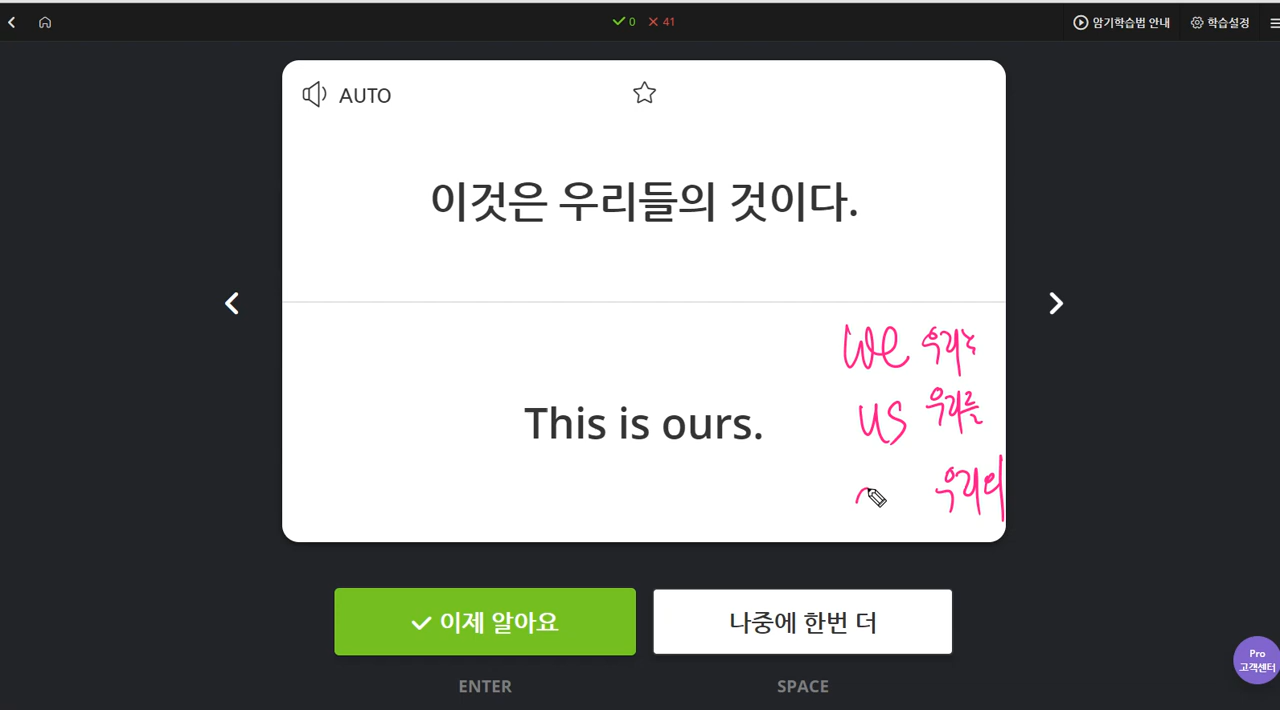 0 41 암기학습법 안내 학습설정
AUTO
이것은 우리들의 것이다.
This is ours.
we 우리는
us 우리를
우리의
이제 알아요 나중에 한번 더
ENTER SPACE
Pro
고객센터